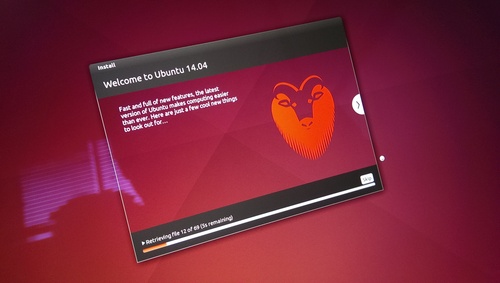 Install
Welcome to Ubuntu 14.04
Fast and full of new features, the latest
version of Ubuntu makes computing easier
than ever. Here are just a few cool new things
to look out for...
Skip
Retrieving file 12 of 89 (5s remaining)